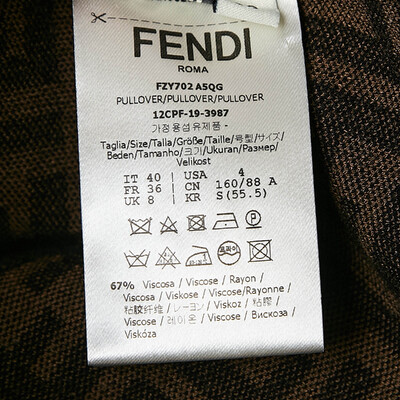 FENDI
ROMA
FZY702 A5QG
PULLOVER/PULLOVER/PULLOVER
12CPF-19-3987
가정용섬유제품 -
Taglia/Size/Talla/Größe/Taille/号型/サイズ/
Beden/Tamanho/크기/Ukuran/Размер/
Velikost
IT 40 USA 4
FR 36 CN 160/88 A
UK 8 KR S(55.5)
67% Viscosa / Viscose / Rayon /
Viscosa / Viskose / Viscose/Rayonne /
粘胶纤维 / レーヨン / Viskoz / 粘膠 /
Viscose / 레이온 / Viscose / Вискоза /
Viskóza